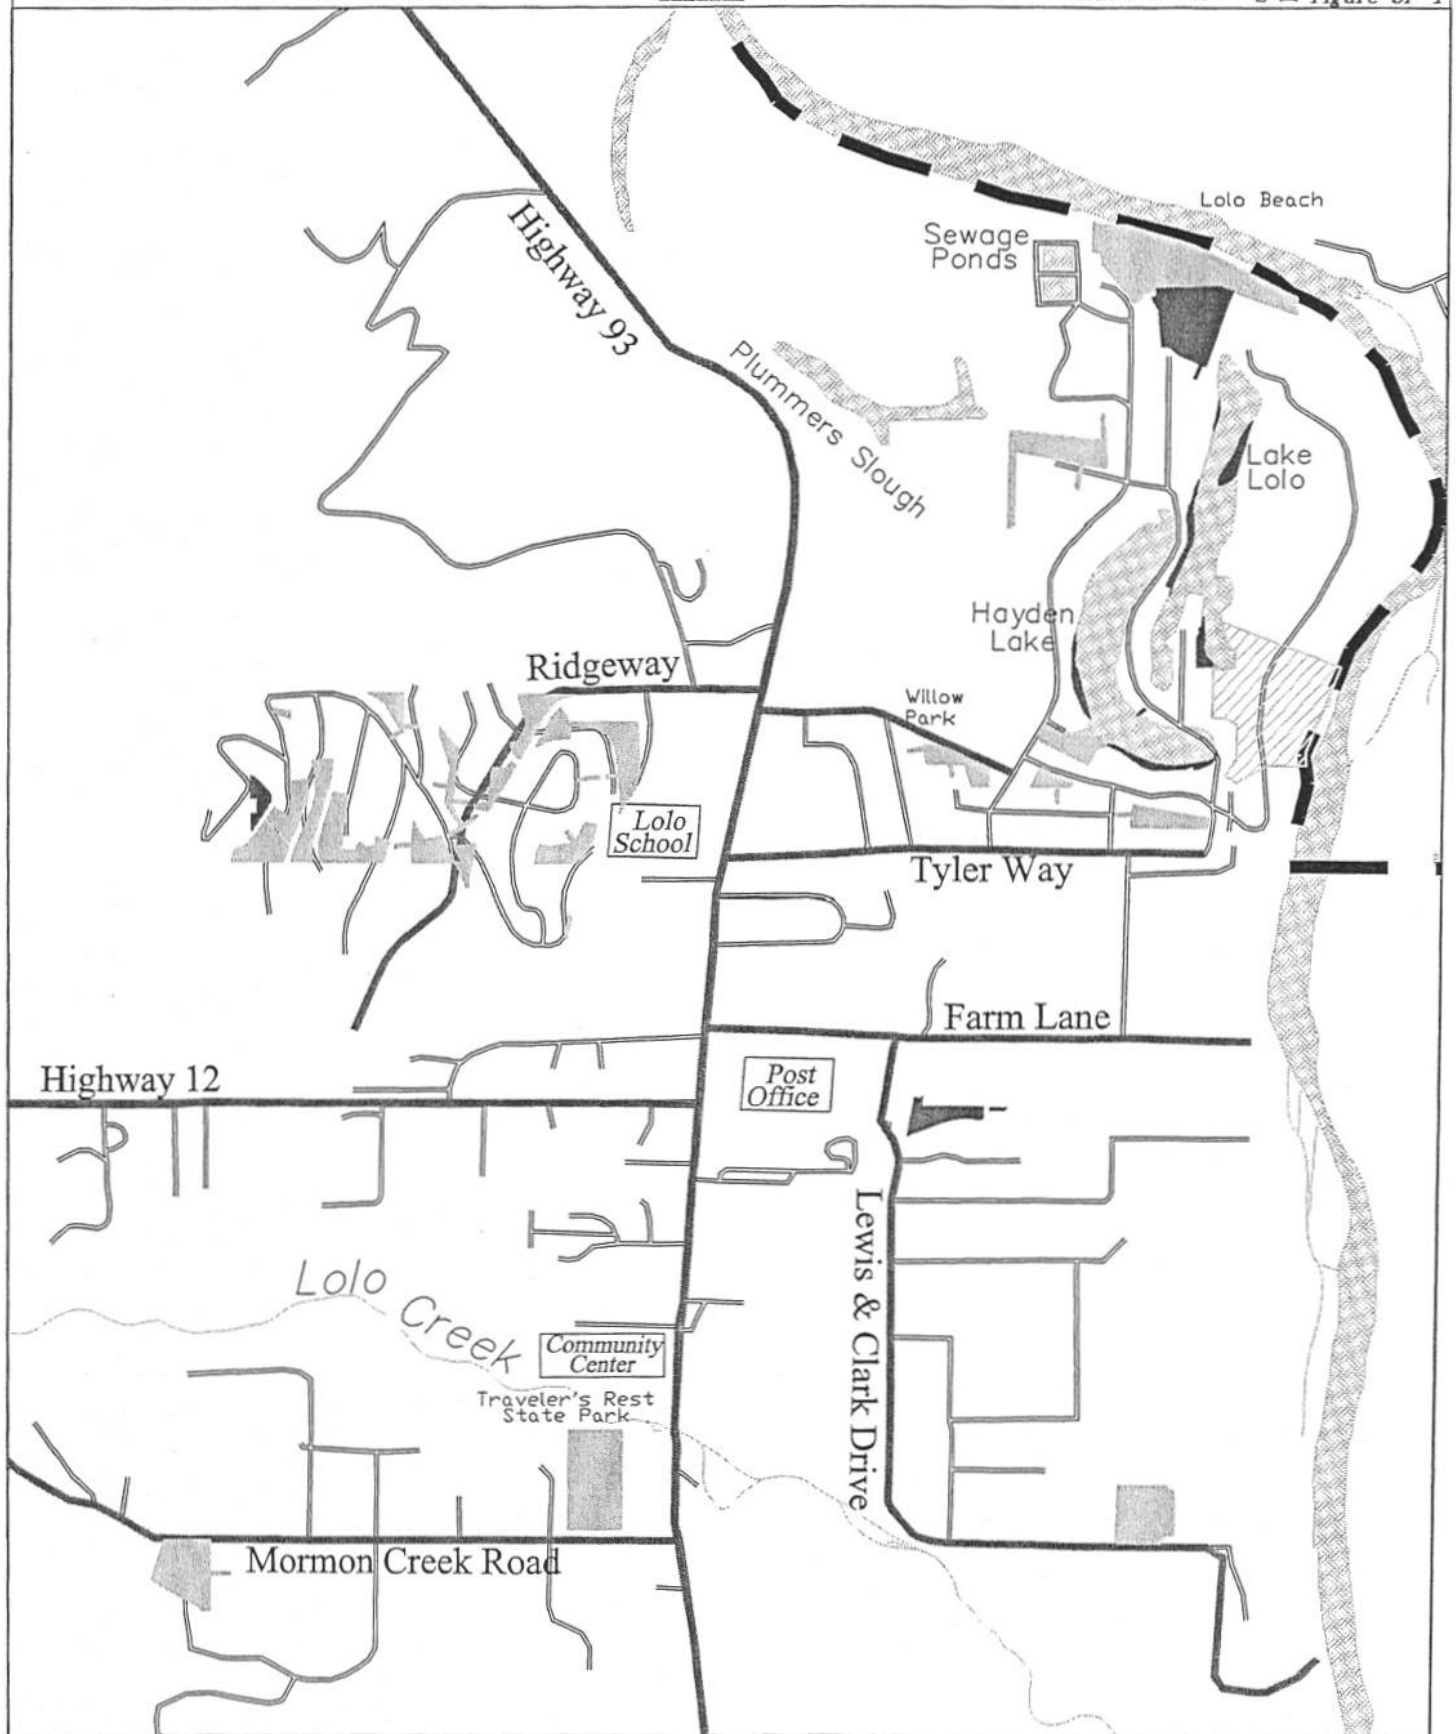 Lolo Beach
Sewage
Ponds
Highway 93
Plummers Slough
Lake
Lolo
Hayden
Lake
Ridgeway
Willow
Park
Lolo
School
Tyler Way
Farm Lane
Highway 12
Post
Office
Lewis & Clark Drive
Lolo Creek
Community
Center
Traveler's Rest
State Park
Mormon Creek Road